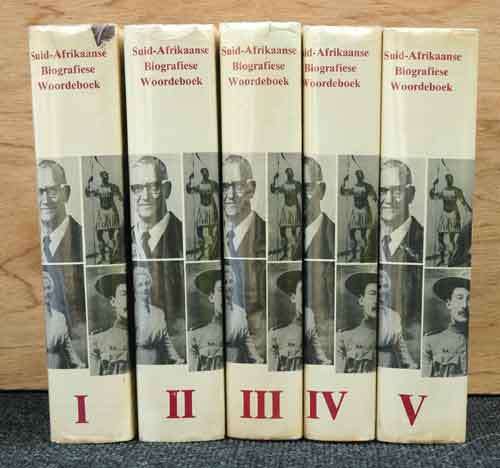 Suid-Afrikaanse
Biografiese
Woordeboek
I
Suid-Afrikaanse
Biografiese
Woordeboek
II
Suid-Afrikaanse
Biografiese
Woordeboek
III
Suid-Afrikaanse
Biografiese
Woordeboek
IV
Suid-Afrikaanse
Biografiese
Woordeboek
V